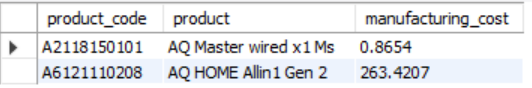 product_code product manufacturing_cost
A2118150101 AQ Master wired x1 Ms 0.8654
A6121110208 AQ HOME Allin1 Gen 2 263.4207